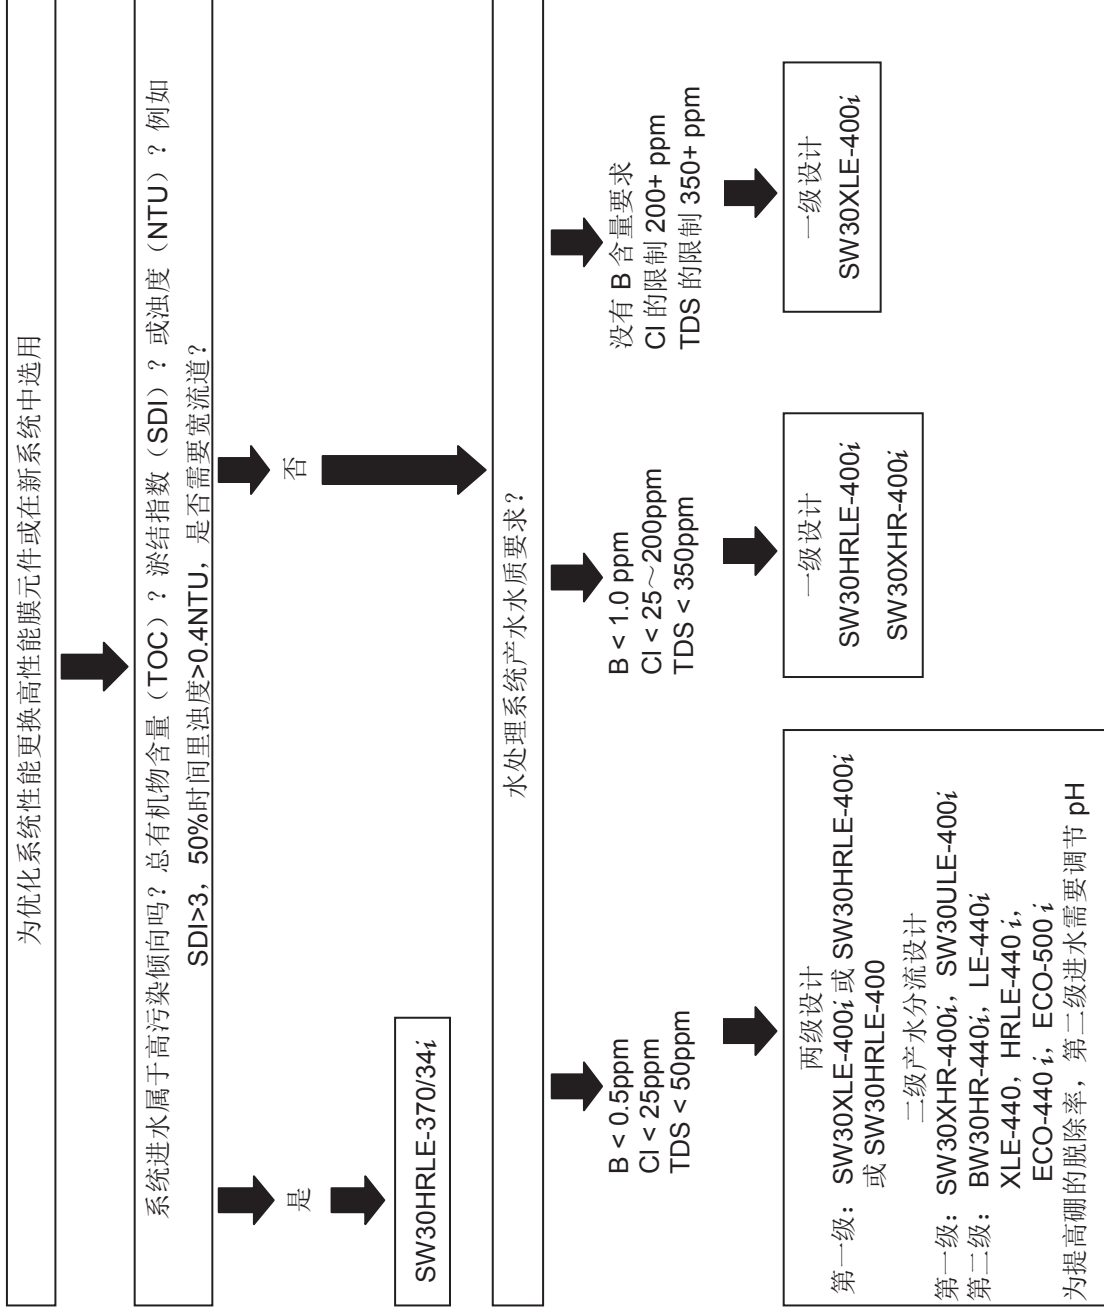 为优化系统性能更换高性能膜元件或在新系统中选用
系统进水属于高污染倾向吗？总有机物含量（TOC）？淤结指数（SDI）？或浊度（NTU）？例如
SDI>3，50%时间里浊度>0.4NTU，是否需要宽流道？
是
否
SW30HRLE-370/34i
水处理系统产水水质要求？
B < 0.5ppm
Cl < 25ppm
TDS < 50ppm
B < 1.0 ppm
Cl < 25～200ppm
TDS < 350ppm
没有 B 含量要求
Cl 的限制 200+ ppm
TDS 的限制 350+ ppm
两级设计
第一级：SW30XLE-400i 或 SW30HRLE-400i
或 SW30HRLE-400
二级产水分流设计
第一级：SW30XHR-400i，SW30ULE-400i
第二级：BW30HR-440i，LE-440i
XLE-440，HRLE-440 i，
ECO-440 i，ECO-500 i
为提高硼的脱除率，第二级进水需要调节 pH
一级设计
SW30HRLE-400i
SW30XHR-400i
一级设计
SW30XLE-400i